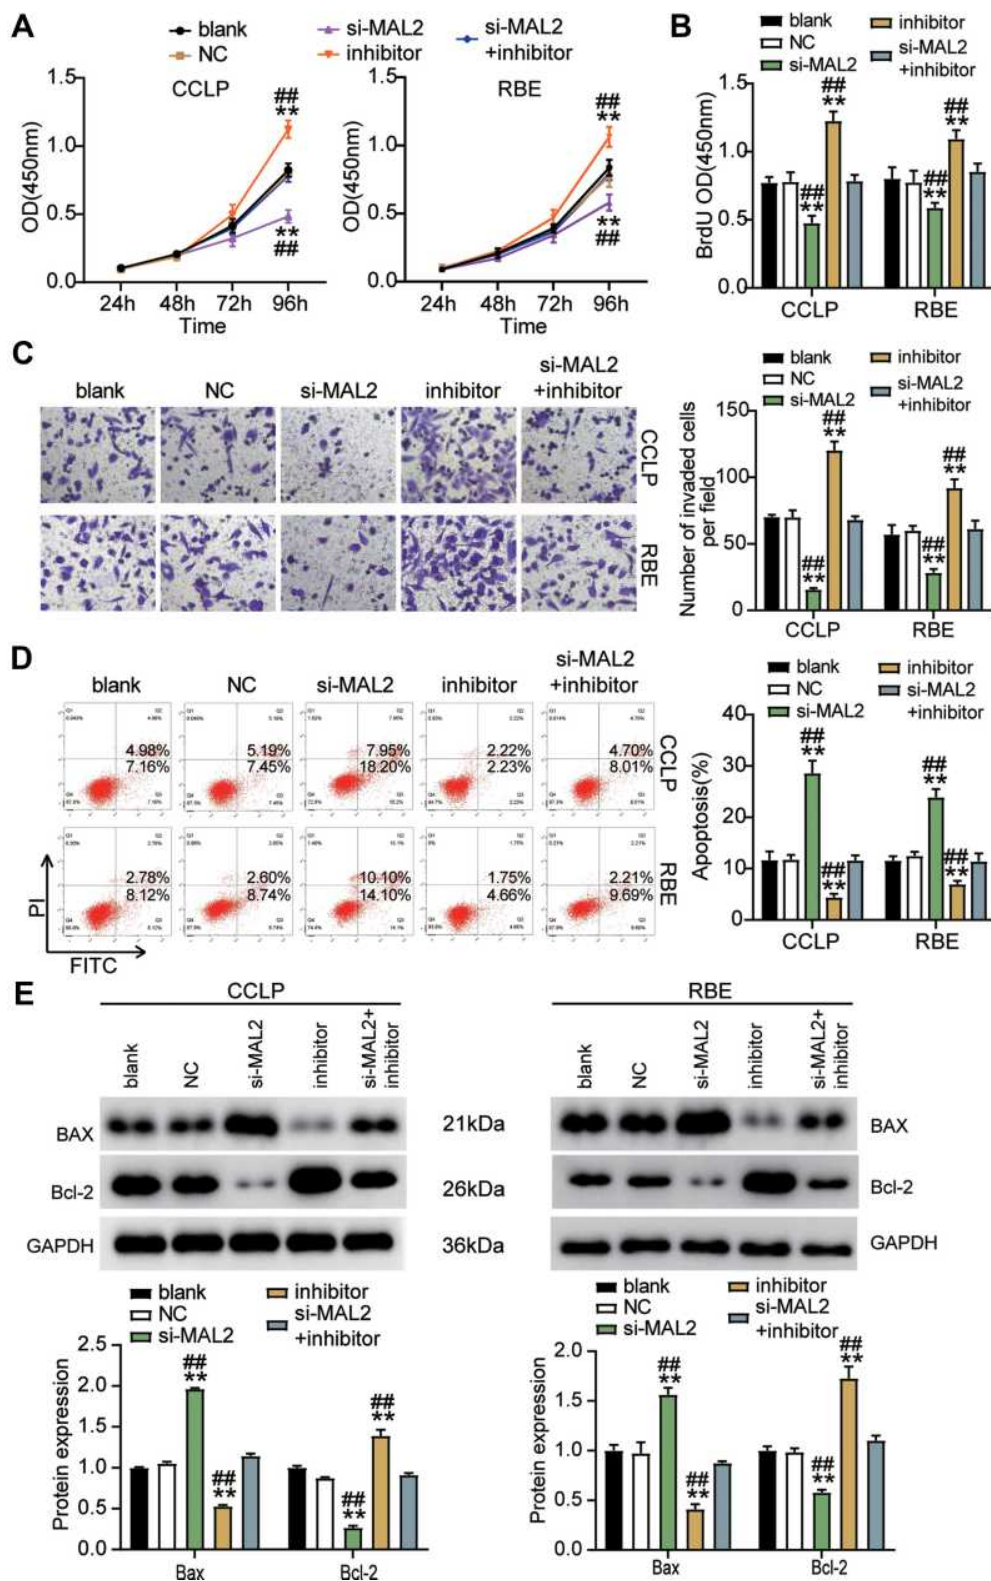 A
blank
NC
si-MAL2
inhibitor
si-MAL2
+inhibitor
CCLP
OD(450nm)
1.5
1.0
0.5
0.0
##
**
**
##
24h 48h 72h 96h
Time
RBE
OD(450nm)
1.5
1.0
0.5
0.0
##
**
**
##
24h 48h 72h 96h
Time
B
blank
NC
si-MAL2
inhibitor
si-MAL2
+inhibitor
BrdU OD(450nm)
1.5
1.0
0.5
0.0
##
**
##
**
##
**
##
**
CCLP RBE
C
blank NC si-MAL2 inhibitor si-MAL2
+inhibitor
CCLP
RBE
blank
NC
si-MAL2
inhibitor
si-MAL2
+inhibitor
Number of invaded cells
per field
150
100
50
0
##
**
##
**
##
**
##
**
CCLP RBE
D
blank NC si-MAL2 inhibitor si-MAL2
+inhibitor
4.98% 5.19% 7.95% 2.22% 4.70%
7.16% 7.45% 18.20% 2.23% 8.01%
CCLP
2.78% 2.60% 10.10% 1.75% 2.21%
8.12% 8.74% 14.10% 4.66% 9.69%
RBE
PI
FITC
blank
NC
si-MAL2
inhibitor
si-MAL2
+inhibitor
Apoptosis(%)
40
30
20
10
0
##
**
##
**
##
**
##
**
CCLP RBE
E
CCLP
blank
NC
si-MAL2
inhibitor
si-MAL2+
inhibitor
BAX
Bcl-2
GAPDH
21kDa
26kDa
36kDa
RBE
blank
NC
si-MAL2
inhibitor
si-MAL2+
inhibitor
BAX
Bcl-2
GAPDH
blank
NC
si-MAL2
inhibitor
si-MAL2
+inhibitor
Protein expression
2.5
2.0
1.5
1.0
0.5
0.0
##
**
##
**
##
**
##
**
Bax Bcl-2
blank
NC
si-MAL2
inhibitor
si-MAL2
+inhibitor
Protein expression
2.0
1.5
1.0
0.5
0.0
##
**
##
**
##
**
##
**
Bax Bcl-2